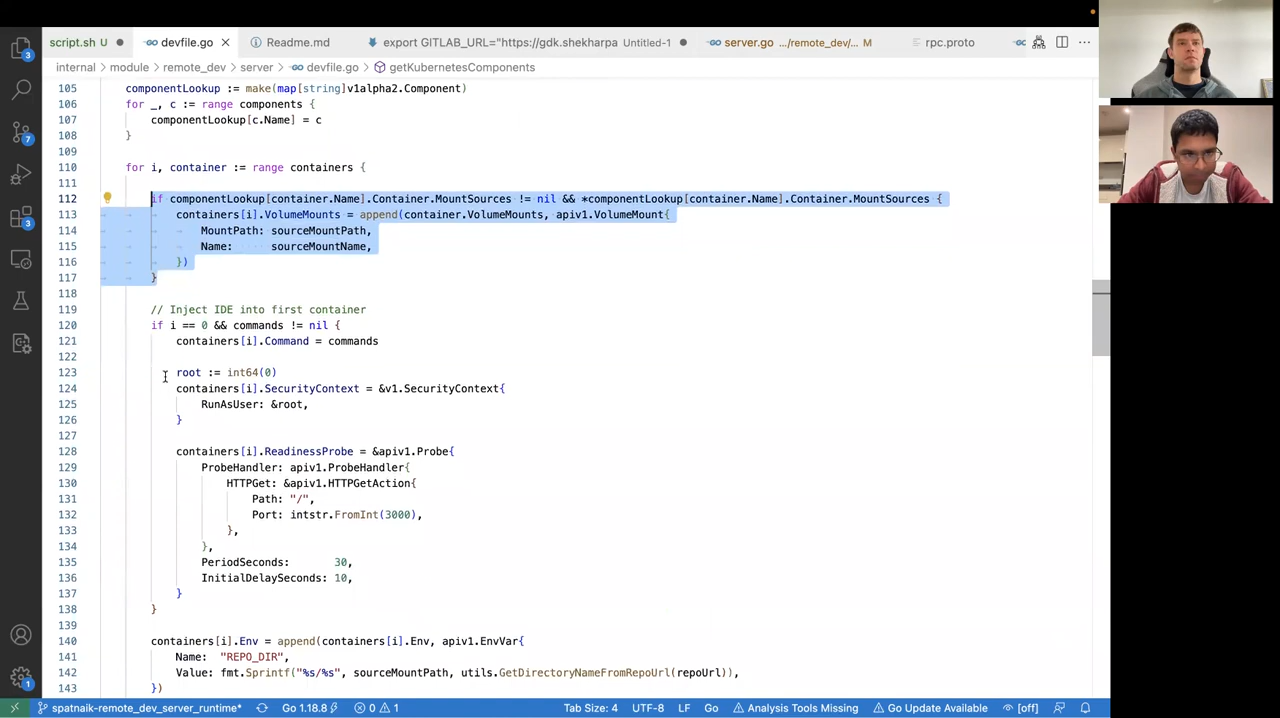 script.sh U
devfile.go
Readme.md
export GITLAB_URL="https://gdk.shekharpa Untitled-1
server.go .../remote_dev/... M
rpc.proto
internal > module > remote_dev > server > devfile.go > getKubernetesComponents
105 componentLookup := make(map[string]v1alpha2.Component)
106 for _, c := range components {
107 componentLookup[c.Name] = c
108 }
109
110 for i, container := range containers {
111
112 if componentLookup[container.Name].Container.MountSources != nil && *componentLookup[container.Name].Container.MountSources {
113 containers[i].VolumeMounts = append(container.VolumeMounts, apiv1.VolumeMount{
114 MountPath: sourceMountPath,
115 Name: sourceMountName,
116 })
117 }
118
119 // Inject IDE into first container
120 if i == 0 && commands != nil {
121 containers[i].Command = commands
122
123 root := int64(0)
124 containers[i].SecurityContext = &v1.SecurityContext{
125 RunAsUser: &root,
126 }
127
128 containers[i].ReadinessProbe = &apiv1.Probe{
129 ProbeHandler: apiv1.ProbeHandler{
130 HTTPGet: &apiv1.HTTPGetAction{
131 Path: "/",
132 Port: intstr.FromInt(3000),
133 },
134 },
135 PeriodSeconds: 30,
136 InitialDelaySeconds: 10,
137 }
138 }
139
140 containers[i].Env = append(containers[i].Env, apiv1.EnvVar{
141 Name: "REPO_DIR",
142 Value: fmt.Sprintf("%s/%s", sourceMountPath, utils.GetDirectoryNameFromRepoUrl(repoUrl)),
143 })
3
7
3
1
spatnaik-remote_dev_server_runtime* Go 1.18.8 0 1 Tab Size: 4 UTF-8 LF Go Analysis Tools Missing Go Update Available [off]